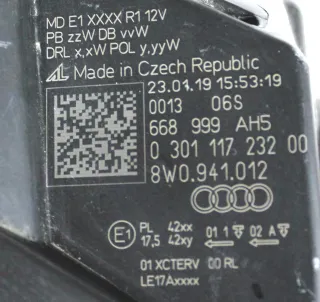 MD E1 XXXX R1 12V
PB zzW DB vvW
DRL x,xW POL y,yyW
AL Made in Czech Republic
23.01.19 15:53:19
0013 06S
668 999 AH5
0 301 117 232 00
8W0.941.012
E1 PL 42xx 01 1 02 A
17,5 42xy
01 XCTERV 00 RL
LE17Axxxx